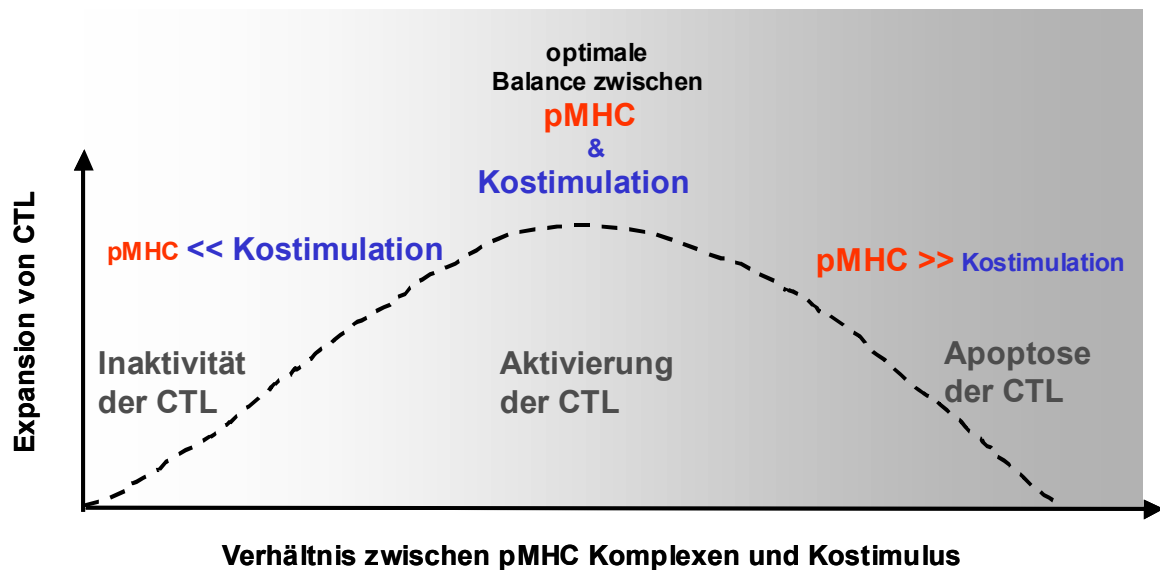 optimale
Balance zwischen
pMHC
&
Kostimulation
Expansion von CTL
pMHC << Kostimulation
pMHC >> Kostimulation
Inaktivität
der CTL
Aktivierung
der CTL
Apoptose
der CTL
Verhältnis zwischen pMHC Komplexen und Kostimulus